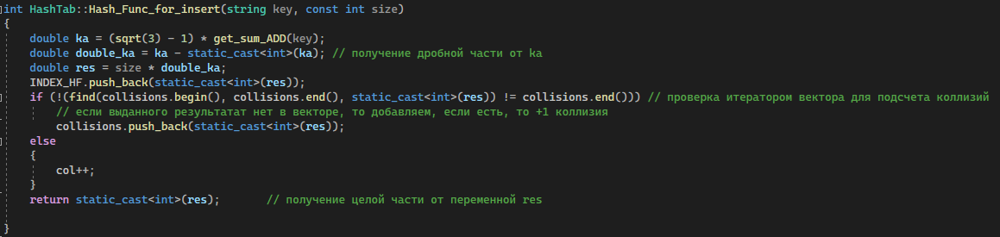 int HashTab::Hash_Func_for_insert(string key, const int size)
{
double ka = (sqrt(3) - 1) * get_sum_ADD(key);
double double_ka = ka - static_cast<int>(ka); // получение дробной части от ka
double res = size * double_ka;
INDEX_HF.push_back(static_cast<int>(res));
if (!(find(collisions.begin(), collisions.end(), static_cast<int>(res)) != collisions.end())) // проверка итератором вектора для подсчета коллизий
// если выданного результатат нет в векторе, то добавляем, если есть, то +1 коллизия
collisions.push_back(static_cast<int>(res));
else
{
col++;
}
return static_cast<int>(res); // получение целой части от переменной res
}